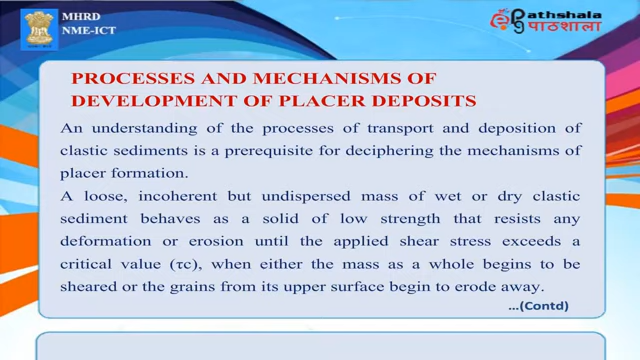 MHRD
NME-ICT
Pathshala
पाठशाला
PROCESSES AND MECHANISMS OF
DEVELOPMENT OF PLACER DEPOSITS
An understanding of the processes of transport and deposition of
clastic sediments is a prerequisite for deciphering the mechanisms of
placer formation.
A loose, incoherent but undispersed mass of wet or dry clastic
sediment behaves as a solid of low strength that resists any
deformation or erosion until the applied shear stress exceeds a
critical value (τc), when either the mass as a whole begins to be
sheared or the grains from its upper surface begin to erode away.
...(Contd)